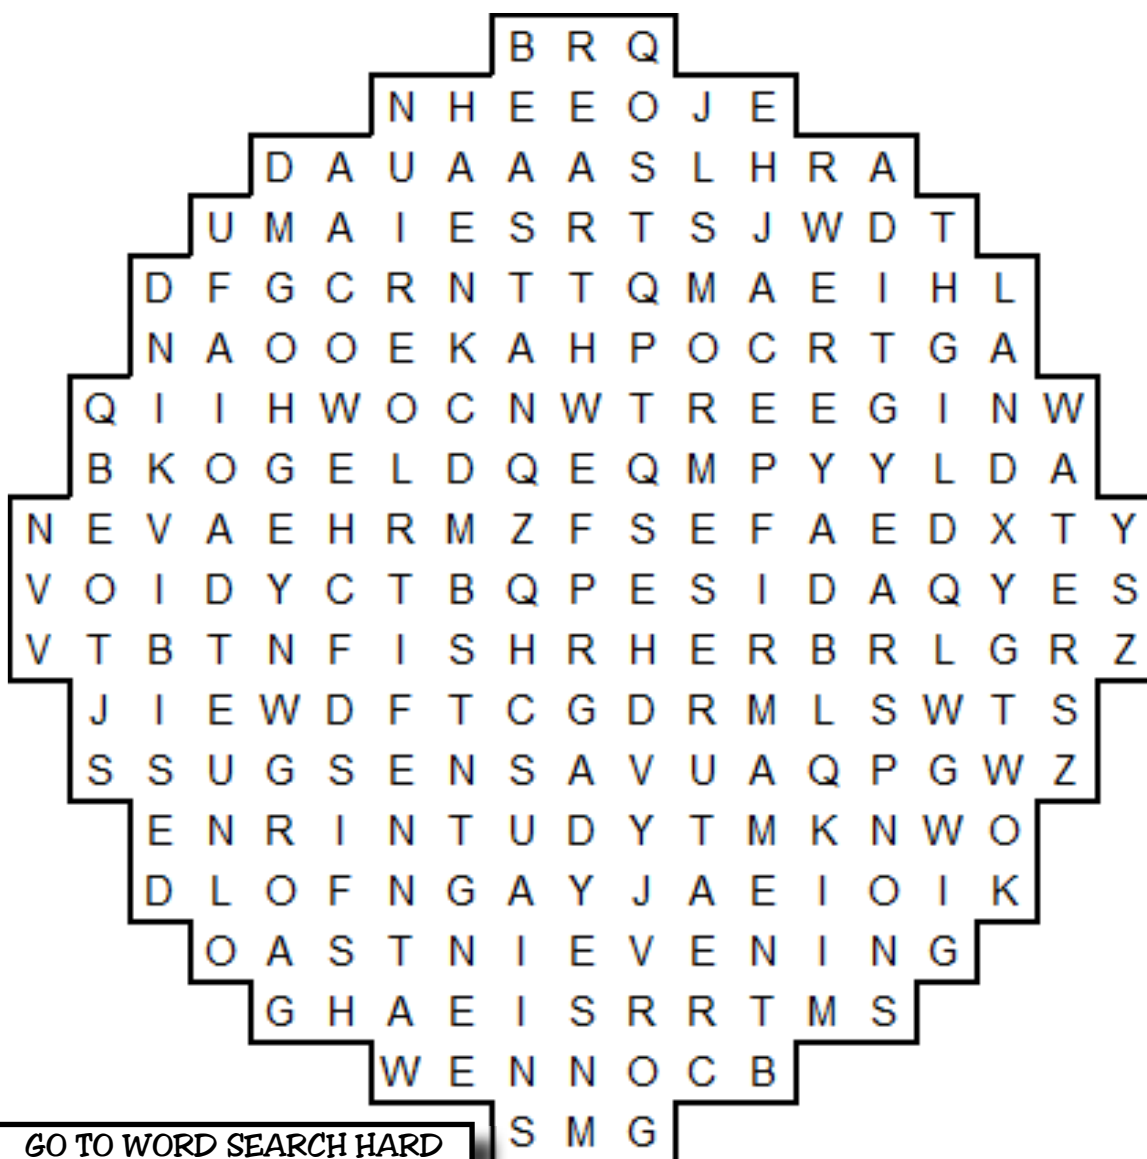 B R Q
N H E E O J E
D A U A A A S L H R A
U M A I E S R T S J W D T
D F G C R N T T Q M A E I H L
N A O O E K A H P O C R T G A
Q I I H W O C N W T R E E G I N W
B K O G E L D Q E Q M P Y Y L D A
N E V A E H R M Z F S E F A E D X T Y
V O I D Y C T B Q P E S I D A Q Y E S
V T B T N F I S H R H E R B R L G R Z
J I E W D F T C G D R M L S W T S
S S U G S E N S A V U A Q P G W Z
E N R I N T U D Y T M K N W O
D L O F N G A Y J A E I O I K
O A S T N I E V E N I N G
G H A E I S R R T M S
W E N N O C B
S M G
GO TO WORD SEARCH HARD